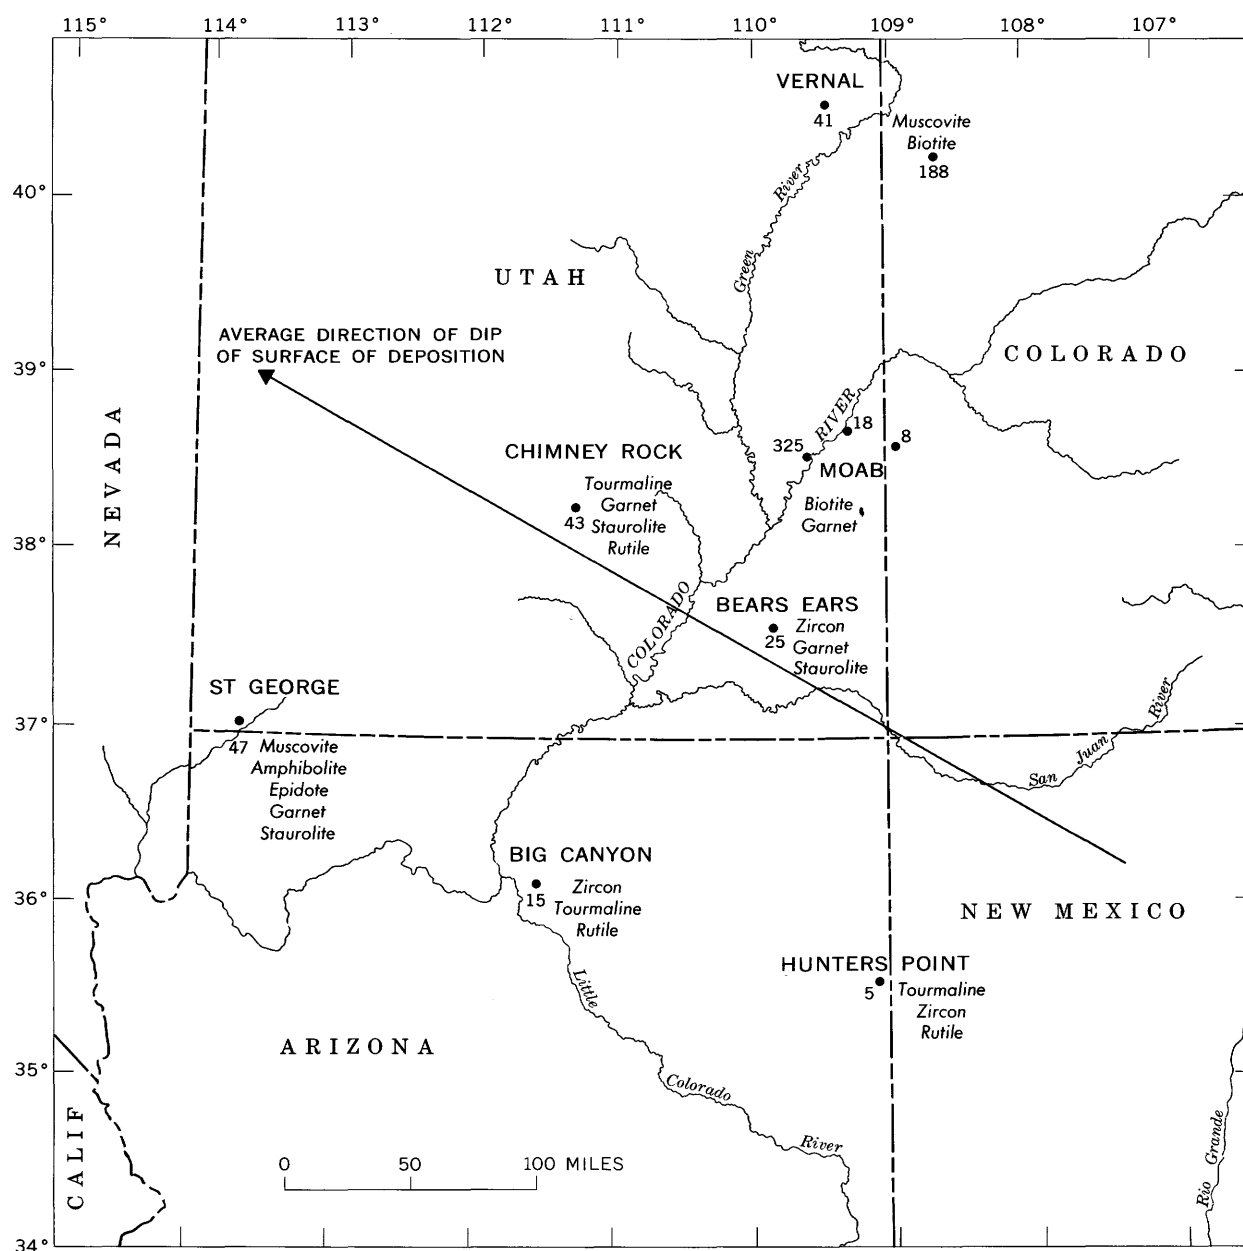 115° 114° 113° 112° 111° 110° 109° 108° 107°
VERNAL
41
Muscovite
Biotite
188
40°
River
Green
UTAH
AVERAGE DIRECTION OF DIP
OF SURFACE OF DEPOSITION
COLORADO
39°
NEVADA
RIVER
18
8
325
MOAB
CHIMNEY ROCK
Tourmaline
Garnet
43 Staurolite
Rutile
Biotite
Garnet
38°
COLORADO
BEARS EARS
Zircon
25 Garnet
Staurolite
ST GEORGE
37°
47 Muscovite
Amphibolite
Epidote
Garnet
Staurolite
San Juan River
BIG CANYON
36°
15
Zircon
Tourmaline
Rutile
NEW MEXICO
HUNTERS POINT
5 Tourmaline
Zircon
Rutile
ARIZONA
35°
Little
Colorado
River
CALIF
Rio Grande
0 50 100 MILES
34°